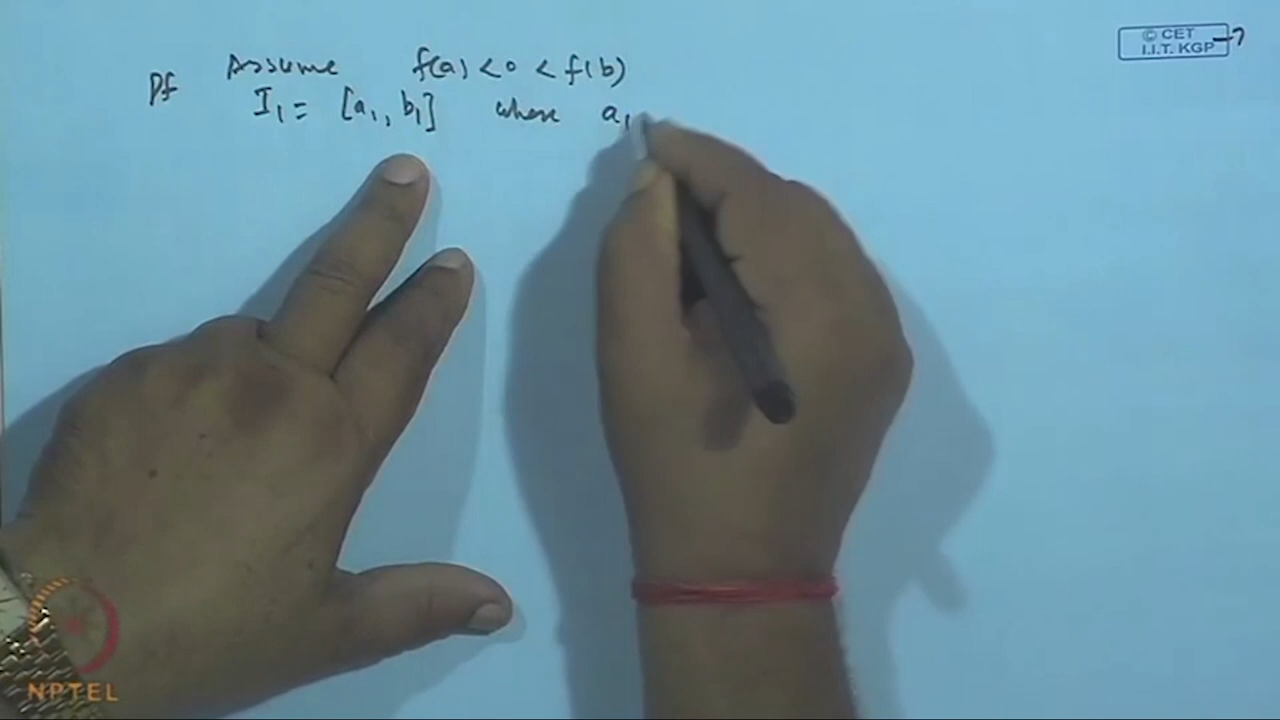 © CET
I.I.T. KGP
Pf Assume f(a) < 0 < f(b)
I₁ = [a₁, b₁] where a₁
NPTEL